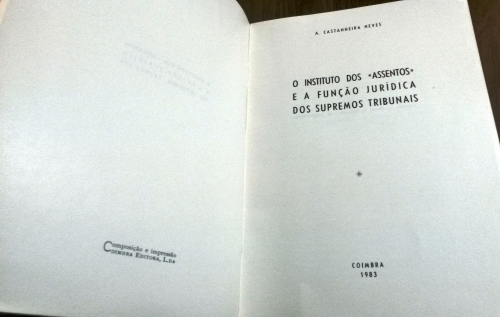 Composição e impressão
COIMBRA EDITORA, L.DA
A. CASTANHEIRA NEVES
O INSTITUTO DOS «ASSENTOS»
E A FUNÇÃO JURÍDICA
DOS SUPREMOS TRIBUNAIS
COIMBRA
1983